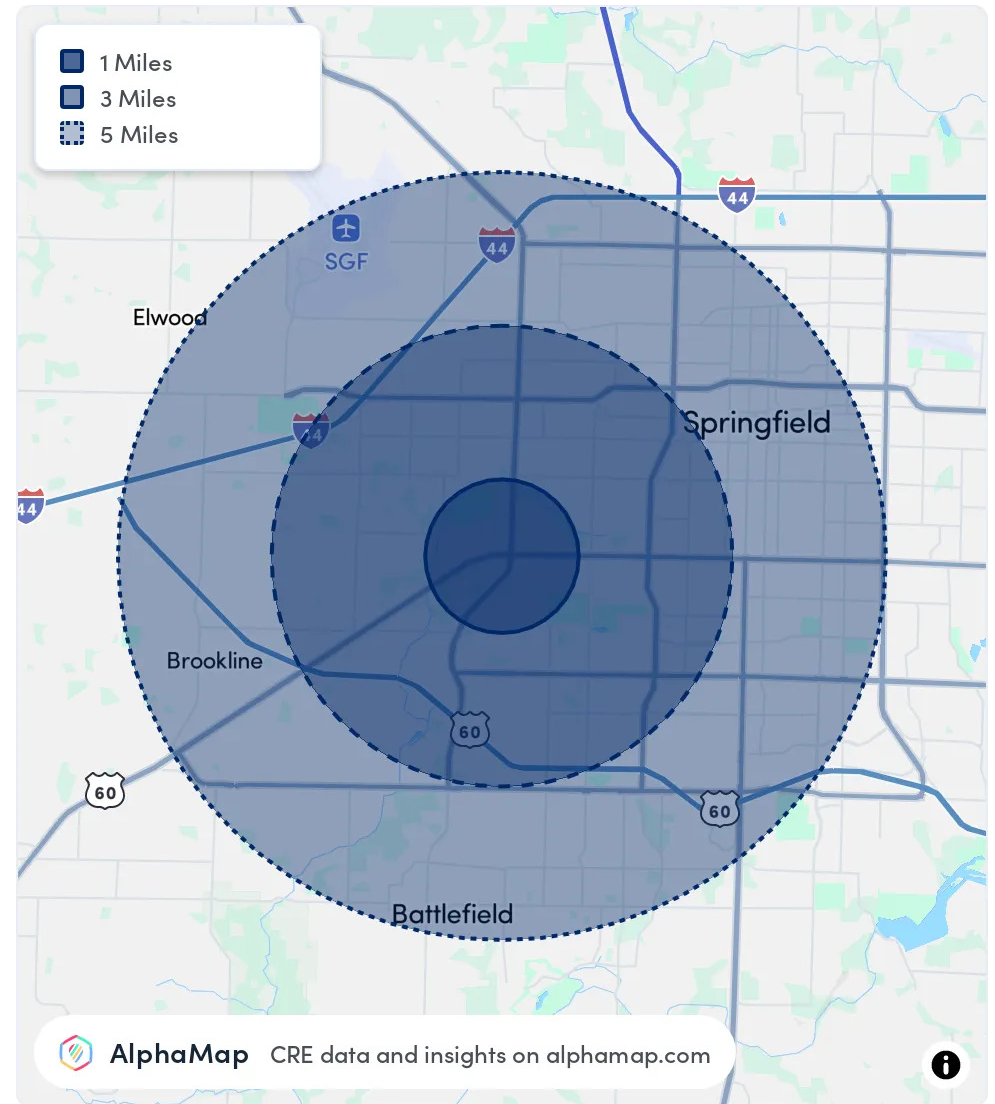 1 Miles
3 Miles
5 Miles
44
44
SGF
Elwood
Springfield
44
44
Brookline
60
60
60
Battlefield
AlphaMap CRE data and insights on alphamap.com